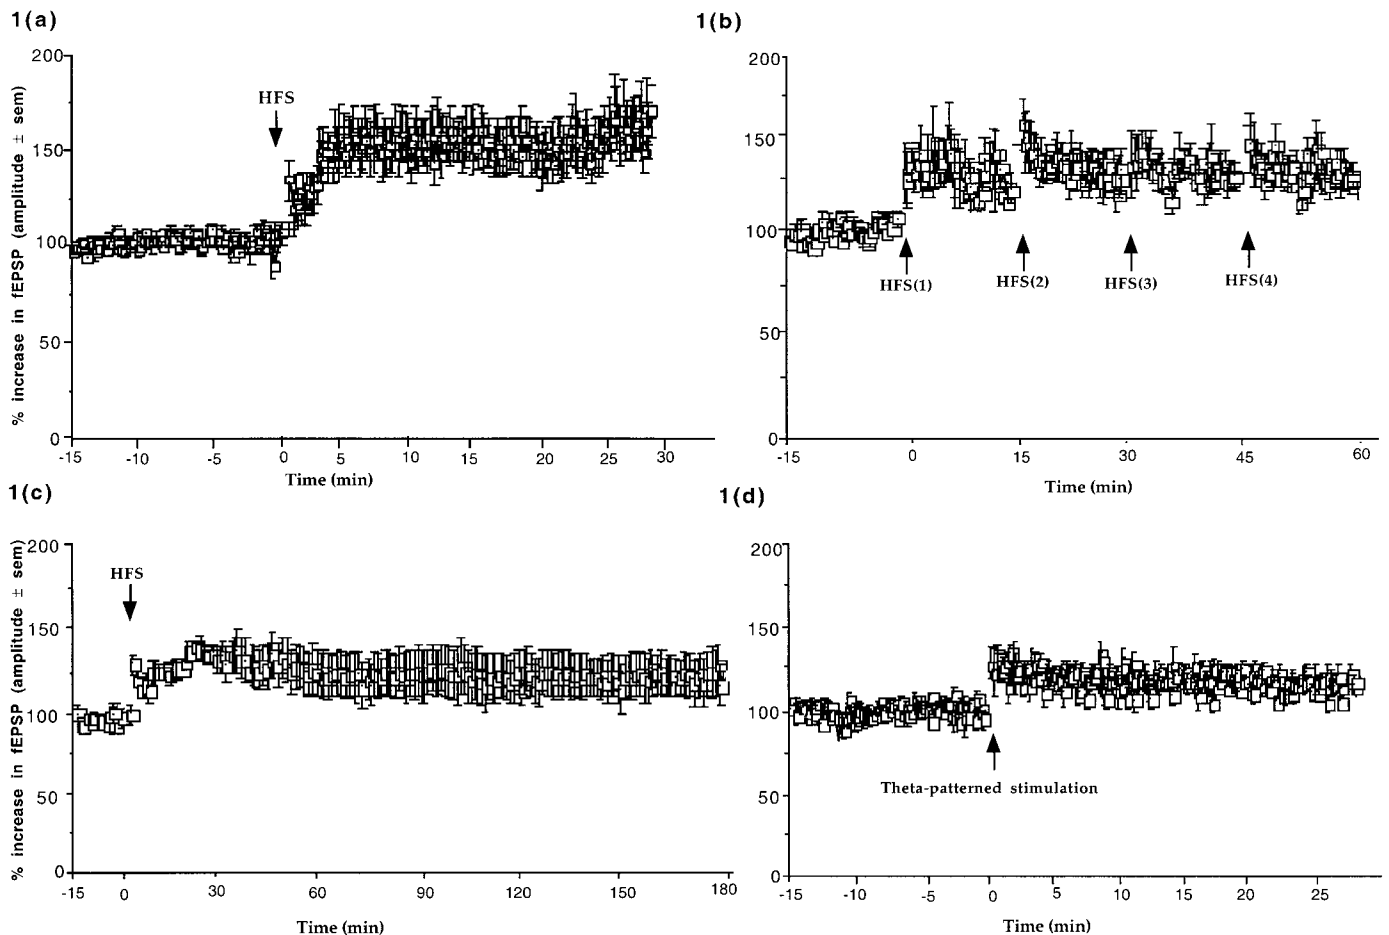 1(a)
% increase in fEPSP (amplitude ± sem)
200
150
100
50
0
HFS
-15 -10 -5 0 5 10 15 20 25 30
Time (min)
1(b)
200
150
100
50
0
HFS(1) HFS(2) HFS(3) HFS(4)
-15 0 15 30 45 60
Time (min)
1(c)
% increase in fEPSP (amplitude ± sem)
200
150
100
50
0
HFS
-15 0 30 60 90 120 150 180
Time (min)
1(d)
200
150
100
50
0
Theta-patterned stimulation
-15 -10 -5 0 5 10 15 20 25
Time (min)